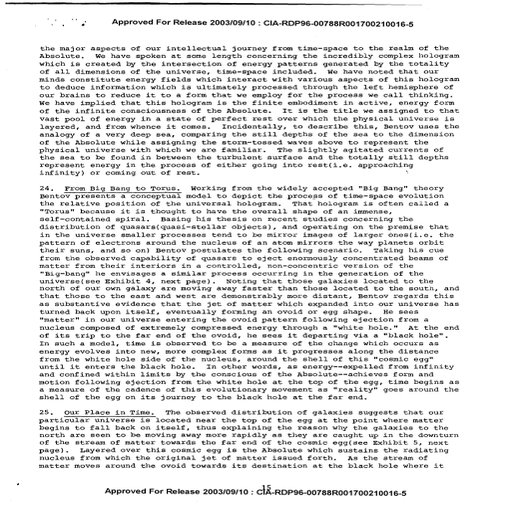 Approved For Release 2003/09/10 : CIA-RDP96-00788R001700210016-5
the major aspects of our intellectual journey from time-space to the realm of the
Absolute. We have spoken at some length concerning the incredibly complex hologram
which is created by the intersection of energy patterns generated by the totality
of all dimensions of the universe, time-space included. We have noted that our
minds constitute energy fields which interact with various aspects of this hologram
to deduce information which is ultimately processed through the left hemisphere of
our brains to reduce it to a form that we employ for the process we call thinking.
We have implied that this hologram is the finite embodiment in active, energy form
of the infinite consciousness of the Absolute. It is the title we assigned to that
vast pool of energy in a state of perfect rest over which the physical universe is
layered, and from whence it comes. Incidentally, to describe this, Bentov uses the
analogy of a very deep sea, comparing the still depths of the sea to the dimension
of the Absolute while assigning the storm-tossed waves above to represent the
physical universe with which we are familiar. The slightly agitated currents of
the sea to be found in between the turbulent surface and the totally still depths
represent energy in the process of either going into rest(i.e. approaching
infinity) or coming out of rest.
24. From Big Bang to Torus. Working from the widely accepted "Big Bang" theory
Bentov presents a conceptual model to depict the process of time-space evolution
the relative position of the universal hologram. That hologram is often called a
"Torus" because it is thought to have the overall shape of an immense,
self-contained spiral. Basing his thesis on recent studies concerning the
distribution of quasars(quasi-stellar objects), and operating on the premise that
in the universe smaller processes tend to be mirror images of larger ones(i.e. the
pattern of electrons around the nucleus of an atom mirrors the way planets orbit
their suns, and so on) Bentov postulates the following scenario. Taking his cue
from the observed capability of quasars to eject enormously concentrated beams of
matter from their interiors in a controlled, non-concentric version of the
"Big-bang" he envisages a similar process occurring in the generation of the
universe(see Exhibit 4, next page). Noting that those galaxies located to the
north of our own galaxy are moving away faster than those located to the south, and
that those to the east and west are demonstrably more distant, Bentov regards this
as substantive evidence that the jet of matter which expanded into our universe has
turned back upon itself, eventually forming an ovoid or egg shape. He sees
"matter" in our universe entering the ovoid pattern following ejection from a
nucleus composed of extremely compressed energy through a "white hole." At the end
of its trip to the far end of the ovoid, he sees it departing via a "black hole".
In such a model, time is observed to be a measure of the change which occurs as
energy evolves into new, more complex forms as it progresses along the distance
from the white hole side of the nucleus, around the shell of this "cosmic egg"
until it enters the black hole. In other words, as energy--expelled from infinity
and confined within limits by the conscious of the Absolute--achieves form and
motion following ejection from the white hole at the top of the egg, time begins as
a measure of the cadence of this evolutionary movement as "reality" goes around the
shell of the egg on its journey to the black hole at the far end.
25. Our Place in Time. The observed distribution of galaxies suggests that our
particular universe is located near the top of the egg at the point where matter
begins to fall back on itself, thus explaining the reason why the galaxies to the
north are seen to be moving away more rapidly as they are caught up in the downturn
of the stream of matter towards the far end of the cosmic egg(see Exhibit 5, next
page). Layered over this cosmic egg is the Absolute which sustains the radiating
nucleus from which the original jet of matter issued forth. As the stream of
matter moves around the ovoid towards its destination at the black hole where it
15
Approved For Release 2003/09/10 : CIA-RDP96-00788R001700210016-5